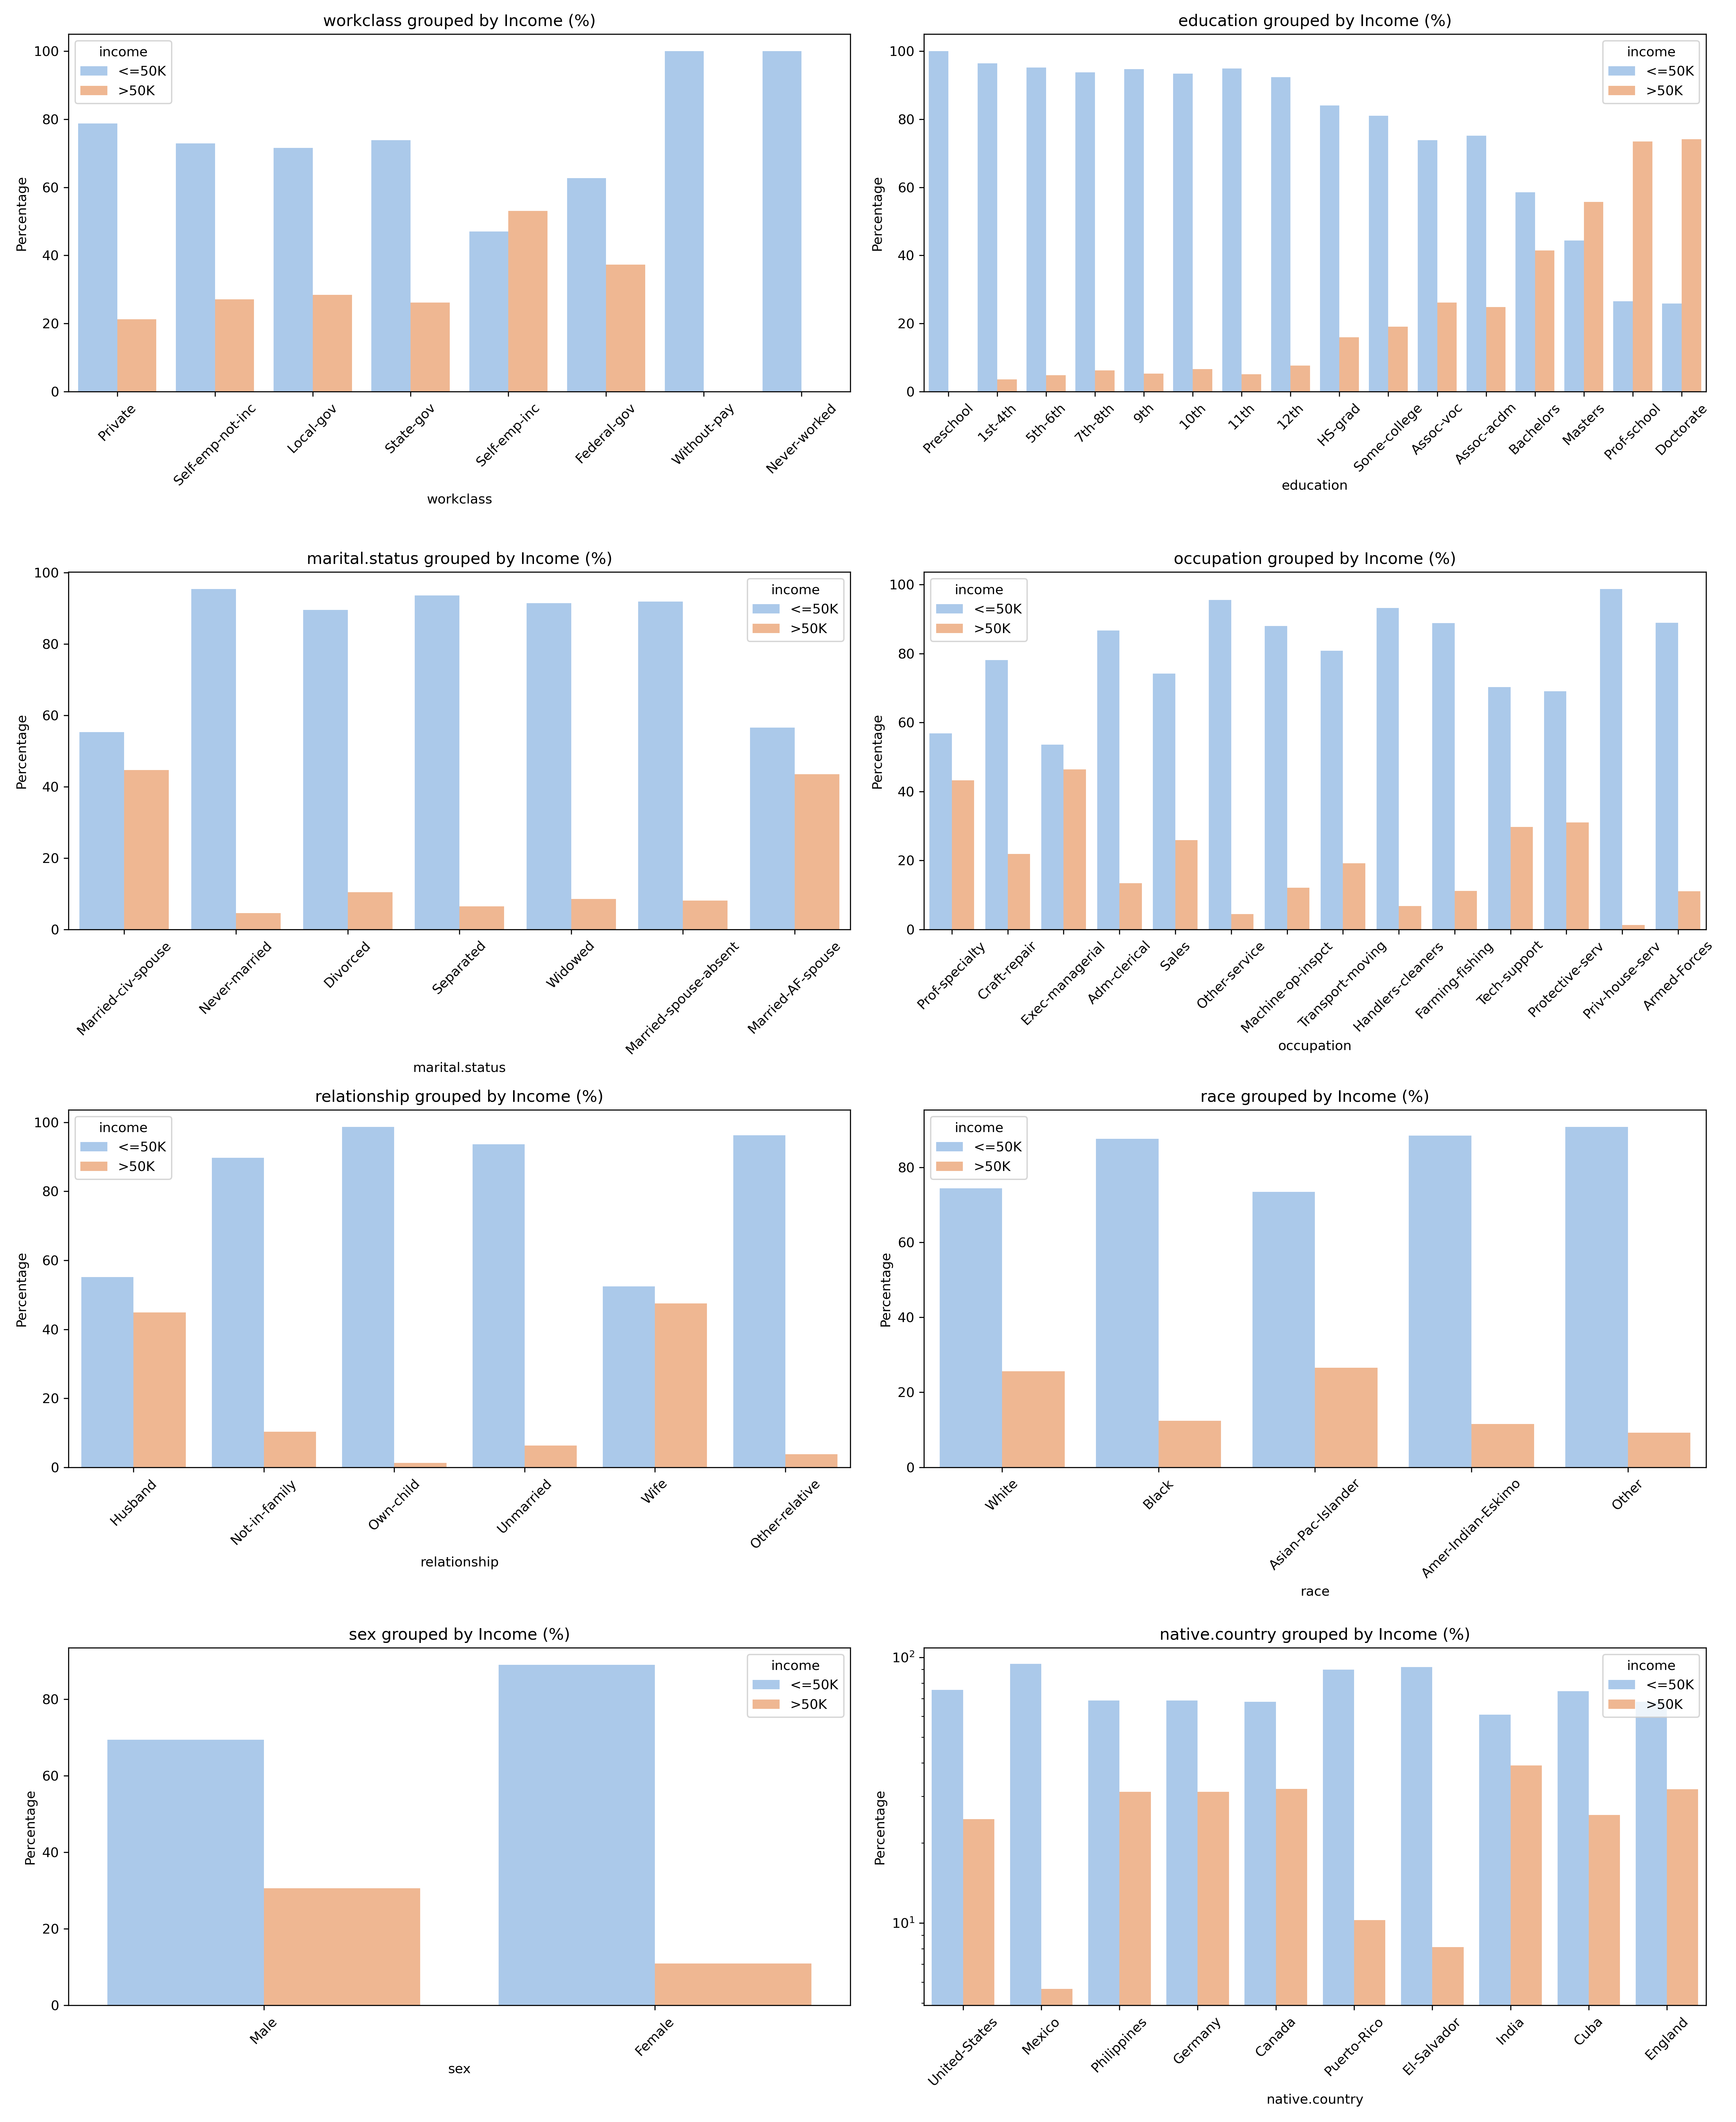 workclass grouped by Income (%)
income
<=50K
>50K
Percentage
100
80
60
40
20
0
Private
Self-emp-not-inc
Local-gov
State-gov
Self-emp-inc
Federal-gov
Without-pay
Never-worked
workclass
education grouped by Income (%)
income
<=50K
>50K
Percentage
100
80
60
40
20
0
Preschool
1st-4th
5th-6th
7th-8th
9th
10th
11th
12th
HS-grad
Some-college
Assoc-voc
Assoc-acdm
Bachelors
Masters
Prof-school
Doctorate
education
marital.status grouped by Income (%)
income
<=50K
>50K
Percentage
100
80
60
40
20
0
Married-civ-spouse
Never-married
Divorced
Separated
Widowed
Married-spouse-absent
Married-AF-spouse
marital.status
occupation grouped by Income (%)
income
<=50K
>50K
Percentage
100
80
60
40
20
0
Prof-specialty
Craft-repair
Exec-managerial
Adm-clerical
Sales
Other-service
Machine-op-inspct
Transport-moving
Handlers-cleaners
Farming-fishing
Tech-support
Protective-serv
Priv-house-serv
Armed-Forces
occupation
relationship grouped by Income (%)
income
<=50K
>50K
Percentage
100
80
60
40
20
0
Husband
Not-in-family
Own-child
Unmarried
Wife
Other-relative
relationship
race grouped by Income (%)
income
<=50K
>50K
Percentage
80
60
40
20
0
White
Black
Asian-Pac-Islander
Amer-Indian-Eskimo
Other
race
sex grouped by Income (%)
income
<=50K
>50K
Percentage
80
60
40
20
0
Male
Female
sex
native.country grouped by Income (%)
income
<=50K
>50K
Percentage
10²
10¹
United-States
Mexico
Philippines
Germany
Canada
Puerto-Rico
El-Salvador
India
Cuba
England
native.country